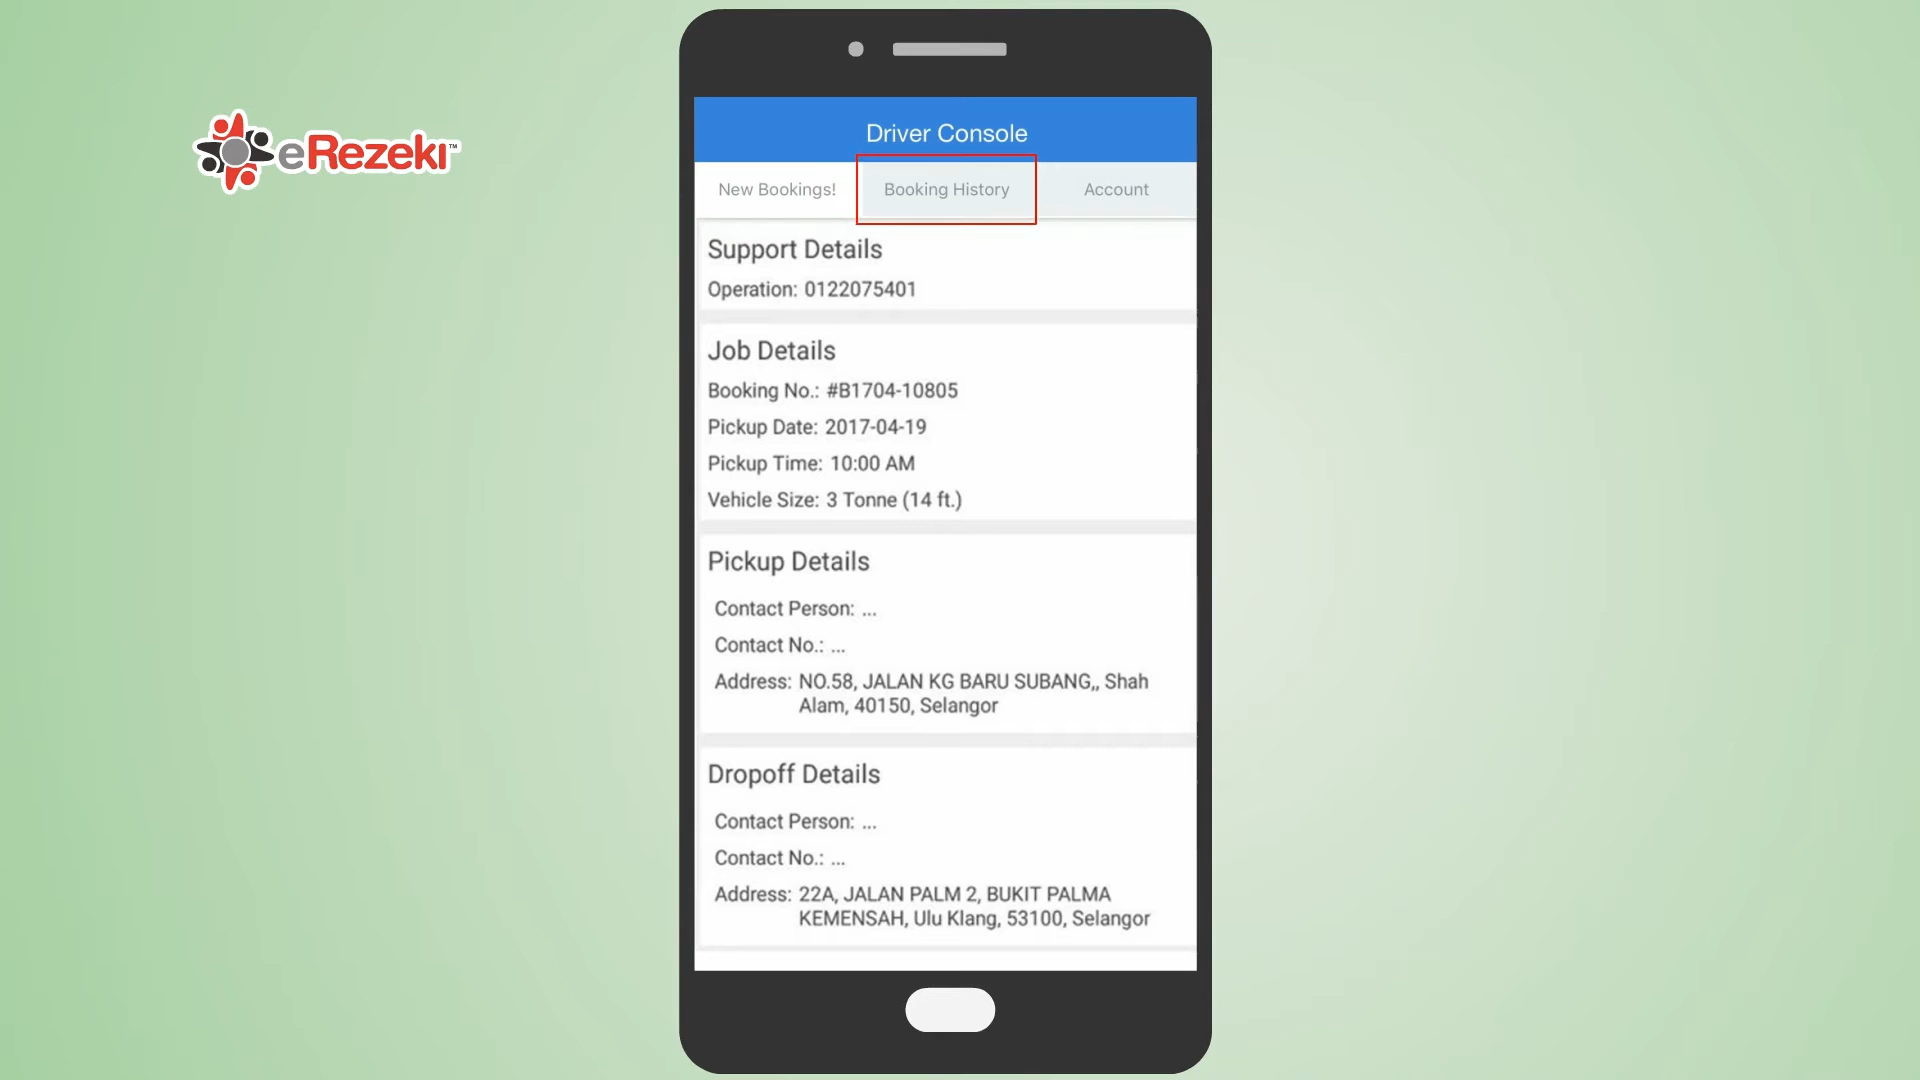 eRezeki™
Driver Console
New Bookings! Booking History Account
Support Details
Operation: 0122075401
Job Details
Booking No.: #B1704-10805
Pickup Date: 2017-04-19
Pickup Time: 10:00 AM
Vehicle Size: 3 Tonne (14 ft.)
Pickup Details
Contact Person: ...
Contact No.: ...
Address: NO.58, JALAN KG BARU SUBANG,, Shah
Alam, 40150, Selangor
Dropoff Details
Contact Person: ...
Contact No.: ...
Address: 22A, JALAN PALM 2, BUKIT PALMA
KEMENSAH, Ulu Klang, 53100, Selangor